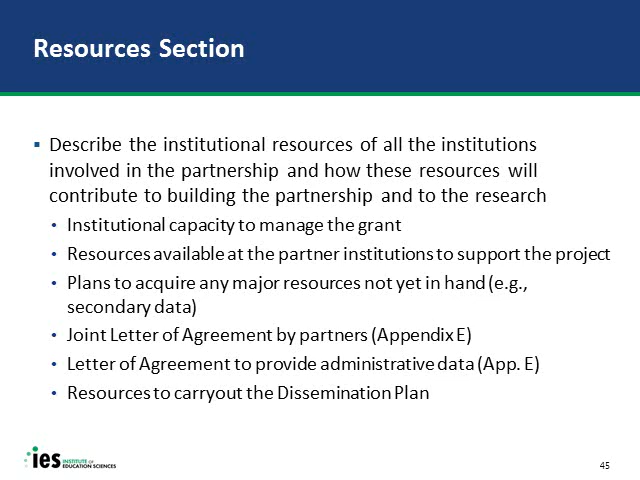 Resources Section
▪ Describe the institutional resources of all the institutions
involved in the partnership and how these resources will
contribute to building the partnership and to the research
• Institutional capacity to manage the grant
• Resources available at the partner institutions to support the project
• Plans to acquire any major resources not yet in hand (e.g.,
secondary data)
• Joint Letter of Agreement by partners (Appendix E)
• Letter of Agreement to provide administrative data (App. E)
• Resources to carryout the Dissemination Plan
ies INSTITUTE OF
EDUCATION SCIENCES
45